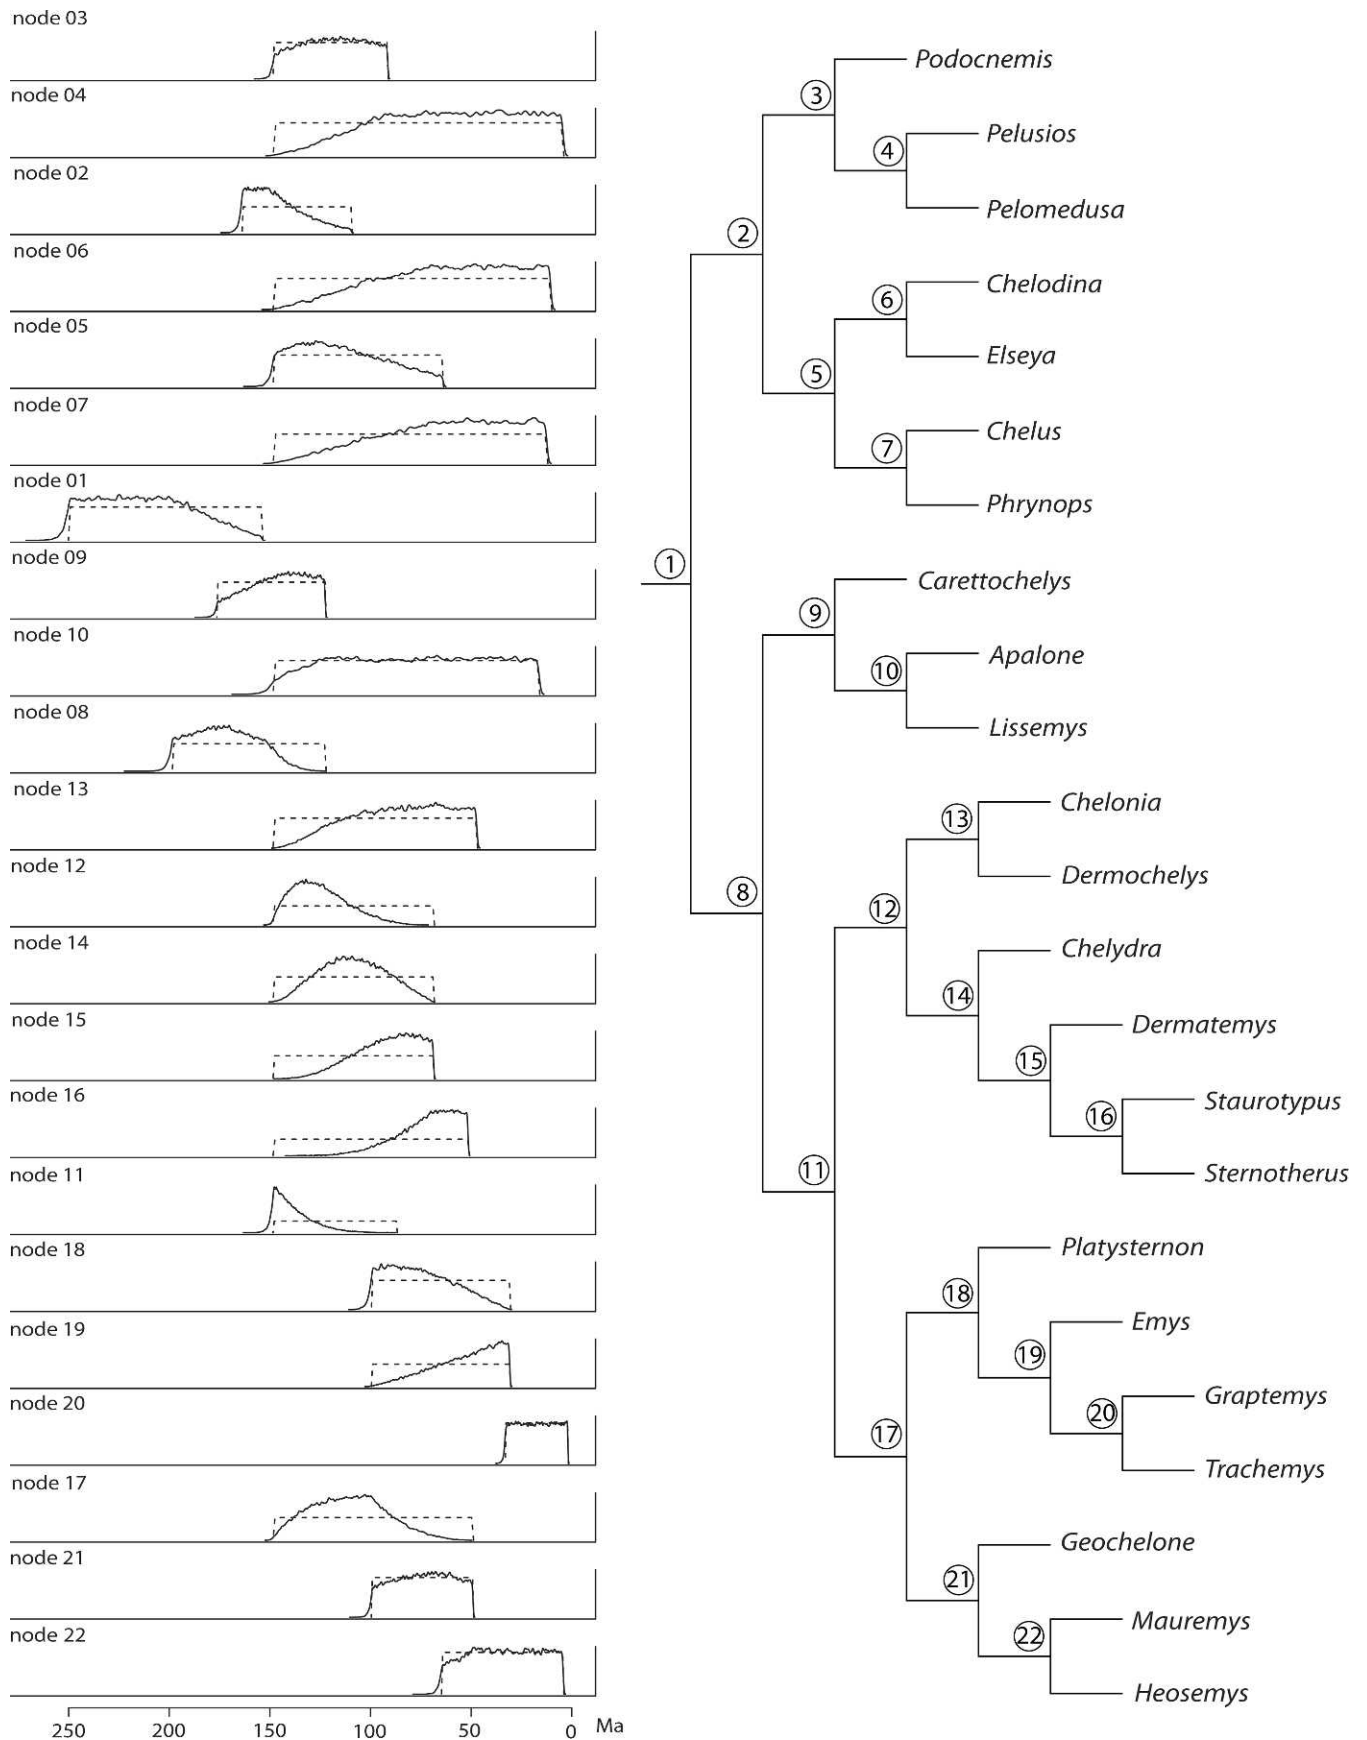 node 03
node 04
node 02
node 06
node 05
node 07
node 01
node 09
node 10
node 08
node 13
node 12
node 14
node 15
node 16
node 11
node 18
node 19
node 20
node 17
node 21
node 22
250 200 150 100 50 0 Ma
Podocnemis
3
Pelusios
4
Pelomedusa
2
Chelodina
6
Elseya
5
Chelus
7
Phrynops
1
Carettochelys
9
Apalone
10
Lissemys
Chelonia
13
Dermochelys
8
12
Chelydra
14
Dermatemys
15
Staurotypus
16
Sternotherus
11
Platysternon
18
Emys
19
Graptemys
20
17
Trachemys
Geochelone
21
Mauremys
22
Heosemys